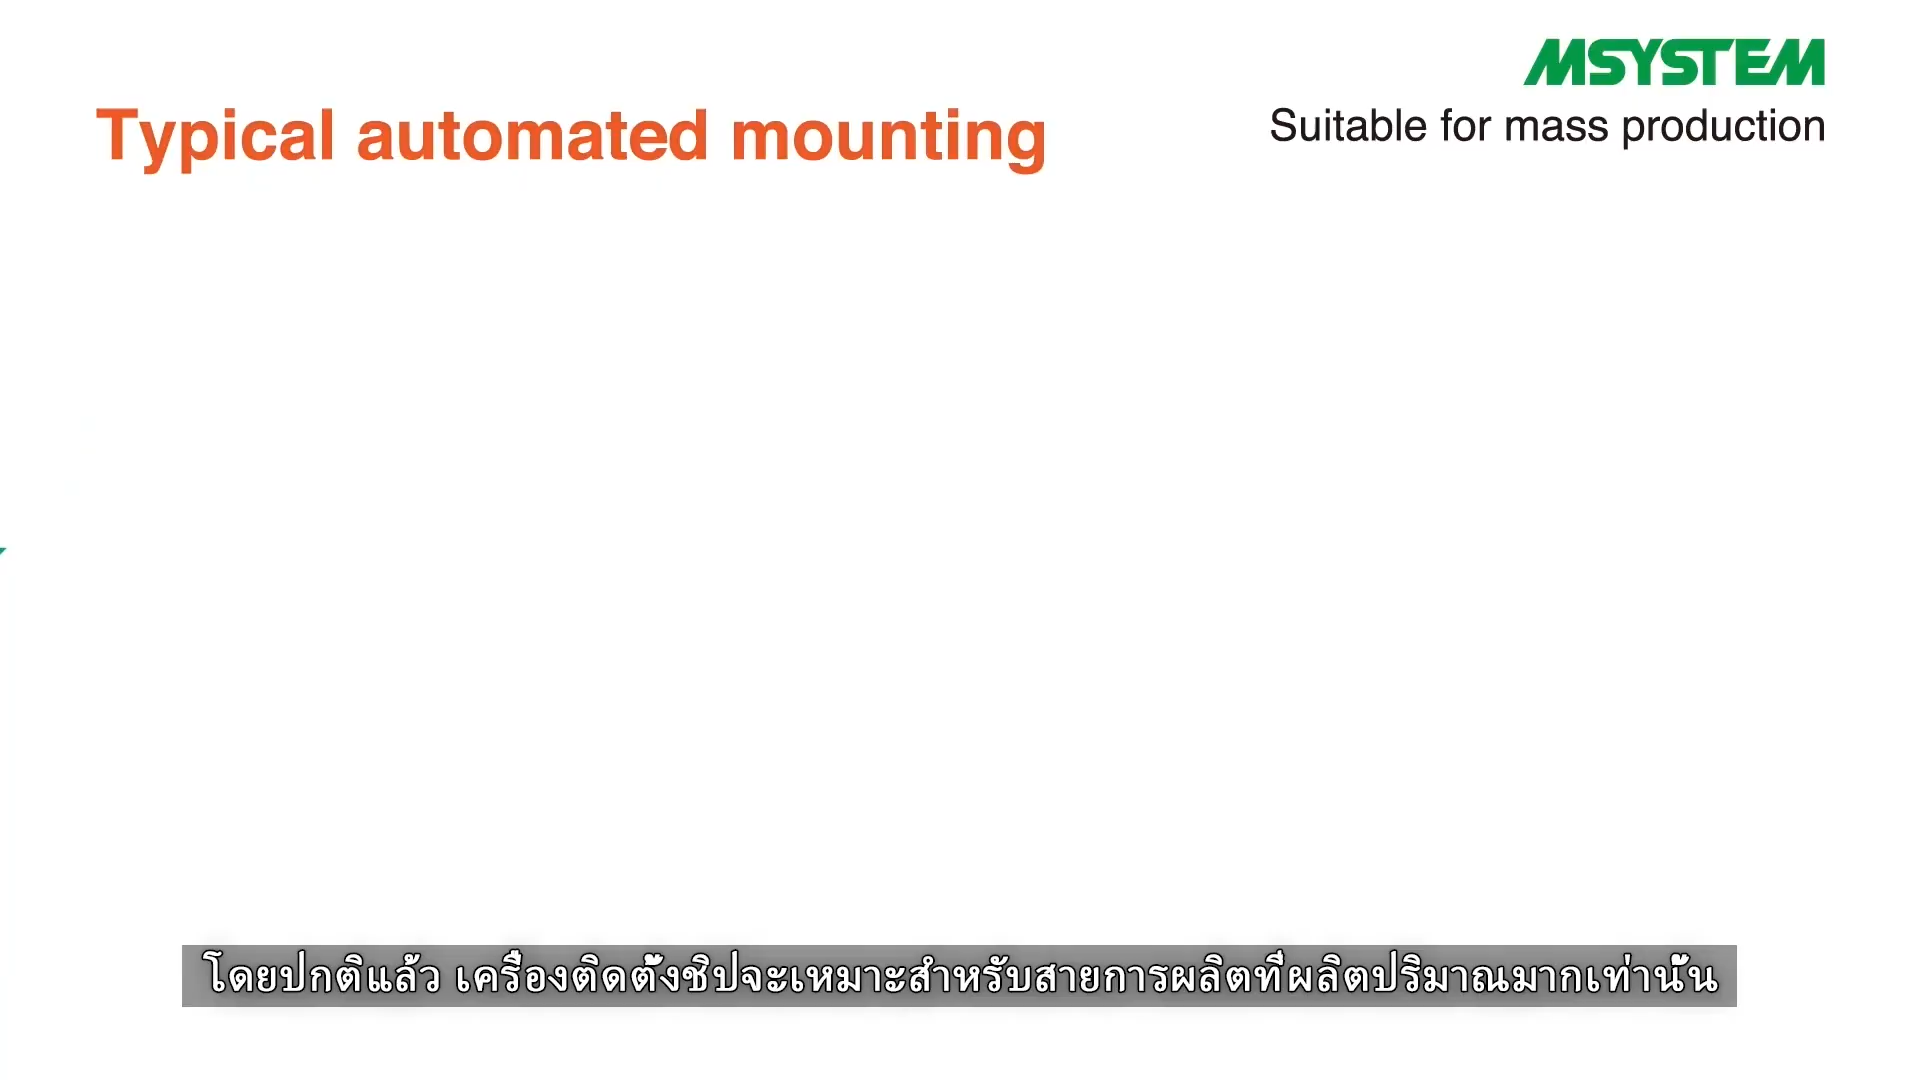 MSYSTEM
Typical automated mounting
Suitable for mass production
โดยปกติแล้ว เครื่องติดตั้งชิปจะเหมาะสำหรับสายการผลิตที่ผลิตปริมาณมากเท่านั้น